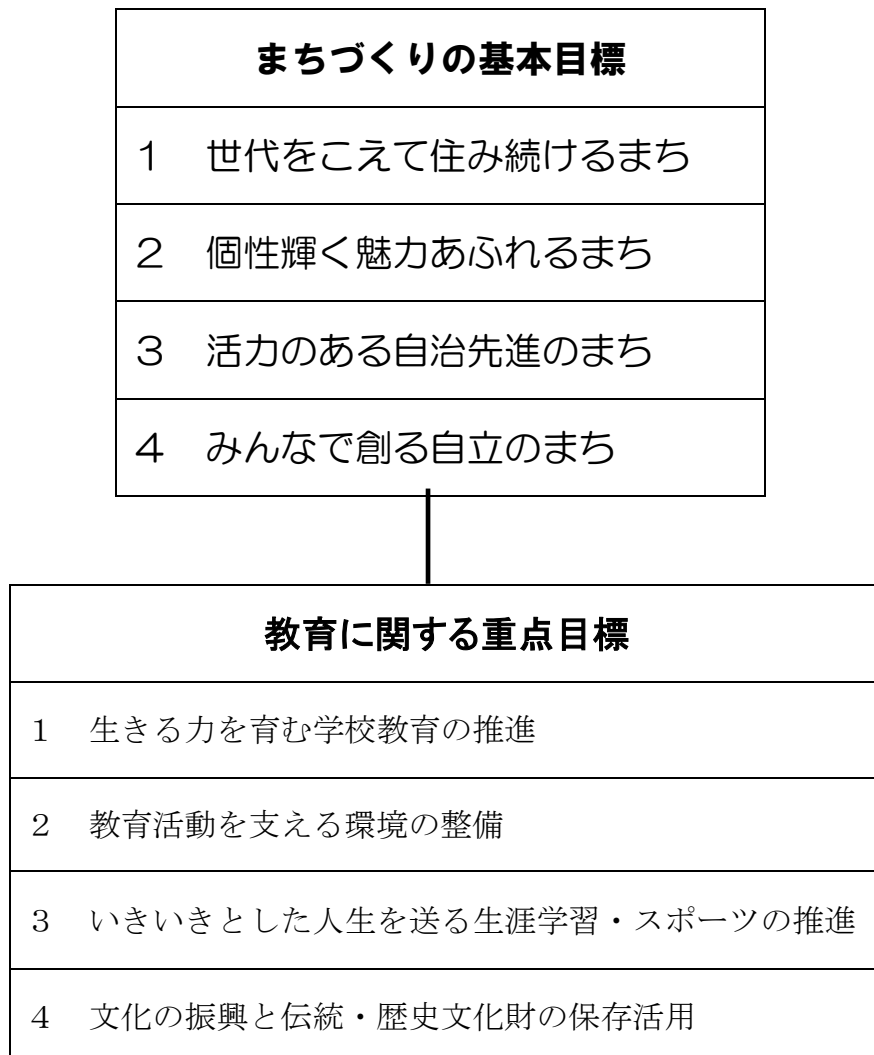 まちづくりの基本目標
１　世代をこえて住み続けるまち
２　個性輝く魅力あふれるまち
３　活力のある自治先進のまち
４　みんなで創る自立のまち
教育に関する重点目標
１　生きる力を育む学校教育の推進
２　教育活動を支える環境の整備
３　いきいきとした人生を送る生涯学習・スポーツの推進
４　文化の振興と伝統・歴史文化財の保存活用